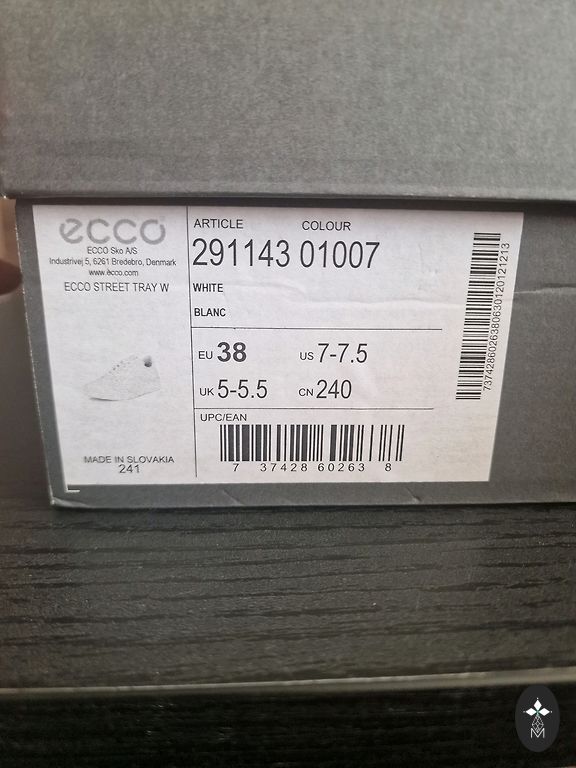 ecco
ECCO Sko A/S
Industrivej 5, 6261 Bredebro, Denmark
www.ecco.com
ECCO STREET TRAY W
MADE IN SLOVAKIA
241
ARTICLE COLOUR
291143 01007
WHITE
BLANC
EU 38 US 7-7.5
UK 5-5.5 CN 240
UPC/EAN
7 37428 60263 8
737428602638063012012​1213
M